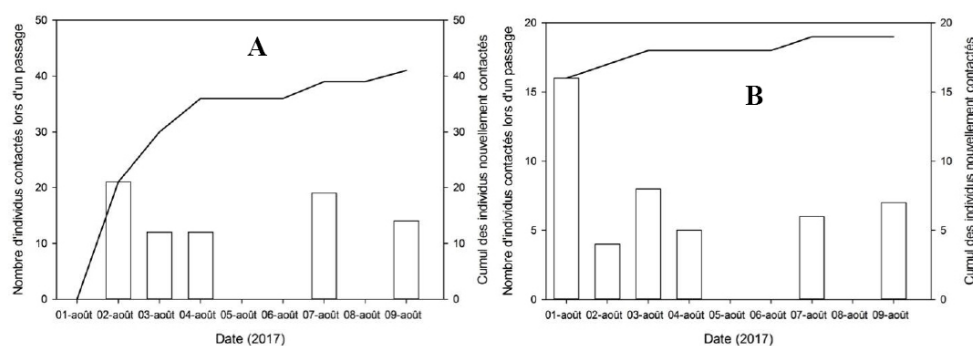 A
Nombre d'individus contactés lors d'un passage
50
40
30
20
10
0
50
40
30
20
10
0
Cumul des individus nouvellement contactés
01-août 02-août 03-août 04-août 05-août 06-août 07-août 08-août 09-août
Date (2017)
B
Nombre d'individus contactés lors d'un passage
20
15
10
5
0
20
15
10
5
0
Cumul des individus nouvellement contactés
01-août 02-août 03-août 04-août 05-août 06-août 07-août 08-août 09-août
Date (2017)